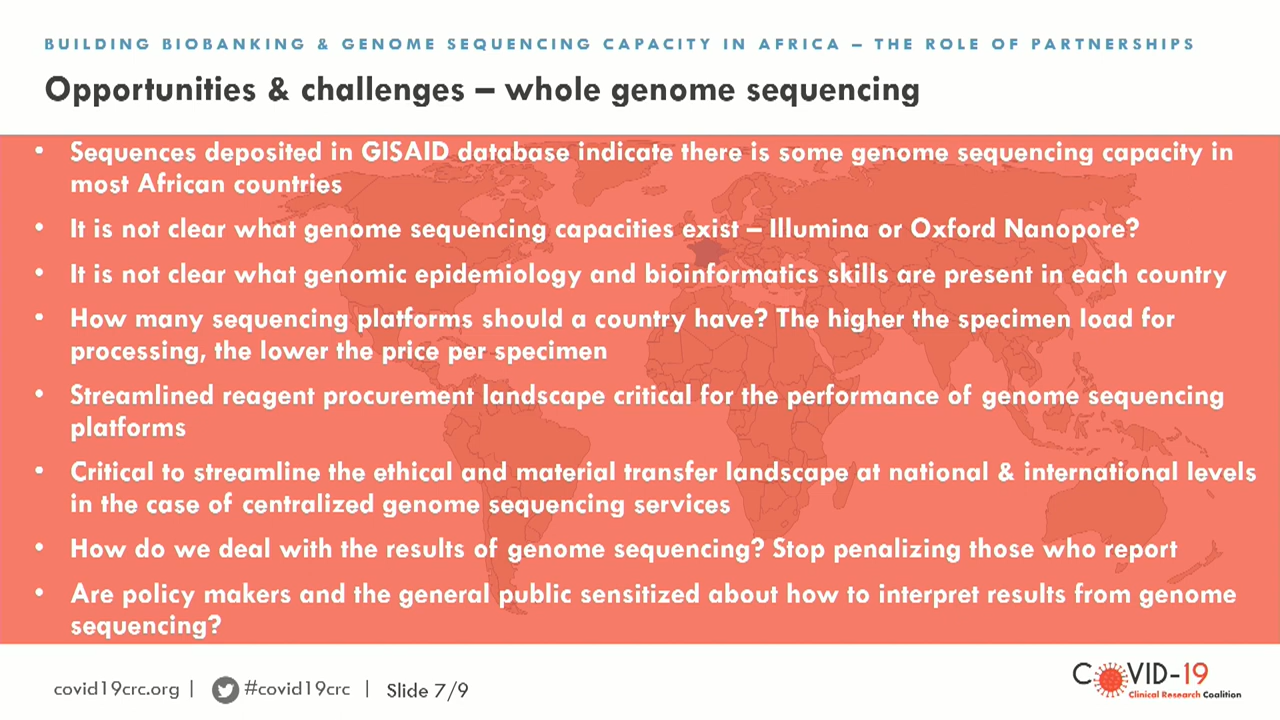 BUILDING BIOBANKING & GENOME SEQUENCING CAPACITY IN AFRICA – THE ROLE OF PARTNERSHIPS
Opportunities & challenges – whole genome sequencing
• Sequences deposited in GISAID database indicate there is some genome sequencing capacity in
most African countries
• It is not clear what genome sequencing capacities exist – Illumina or Oxford Nanopore?
• It is not clear what genomic epidemiology and bioinformatics skills are present in each country
• How many sequencing platforms should a country have? The higher the specimen load for
processing, the lower the price per specimen
• Streamlined reagent procurement landscape critical for the performance of genome sequencing
platforms
• Critical to streamline the ethical and material transfer landscape at national & international levels
in the case of centralized genome sequencing services
• How do we deal with the results of genome sequencing? Stop penalizing those who report
• Are policy makers and the general public sensitized about how to interpret results from genome
sequencing?
covid19crc.org | #covid19crc | Slide 7/9
COVID-19
Clinical Research Coalition